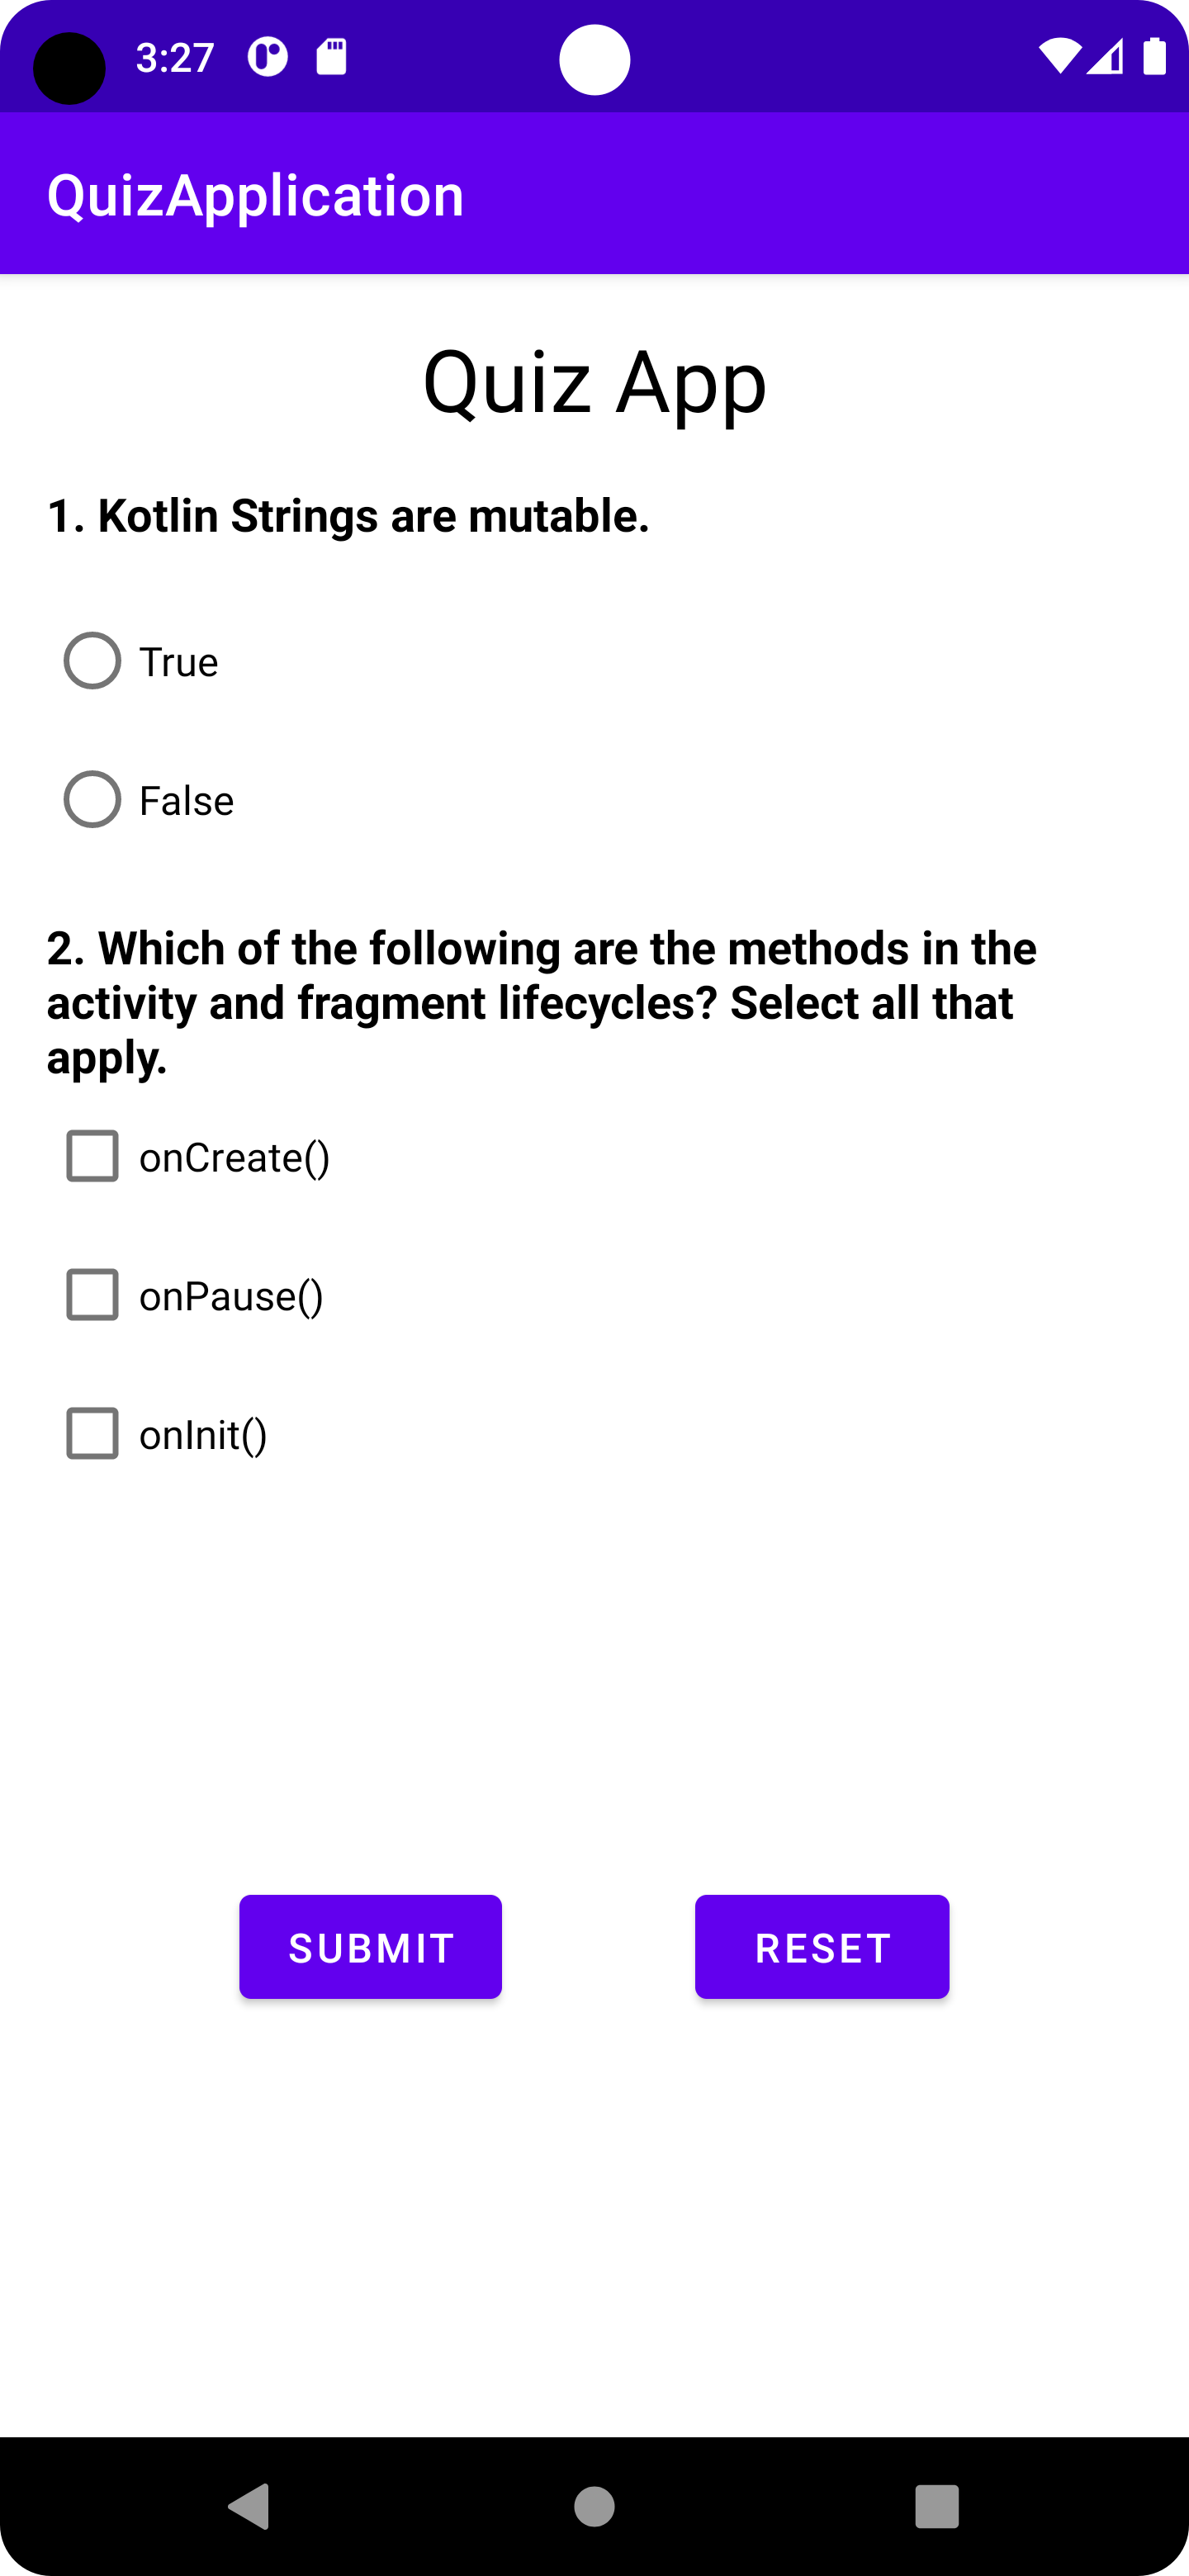 3:27
QuizApplication
Quiz App
1. Kotlin Strings are mutable.
True
False
2. Which of the following are the methods in the
activity and fragment lifecycles? Select all that
apply.
onCreate()
onPause()
onInit()
SUBMIT
RESET